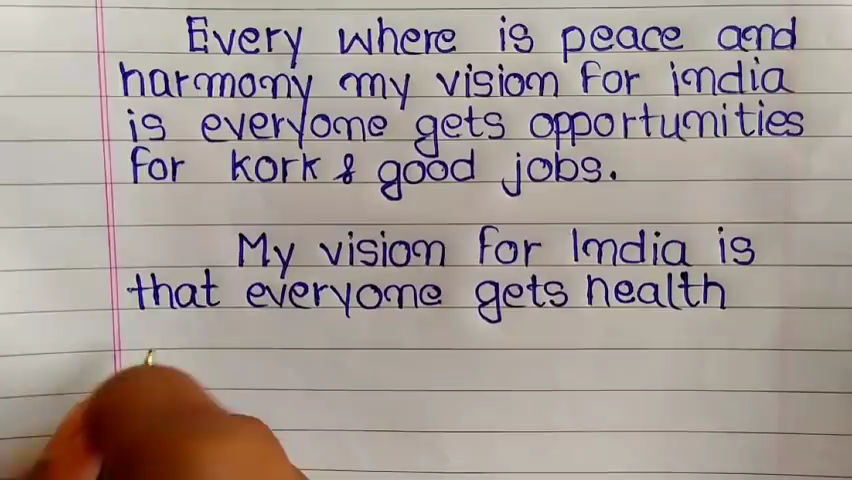 Every where is peace and
harmony my vision for india
is everyone gets opportunities
for kork & good jobs.
My vision for India is
that everyone gets health